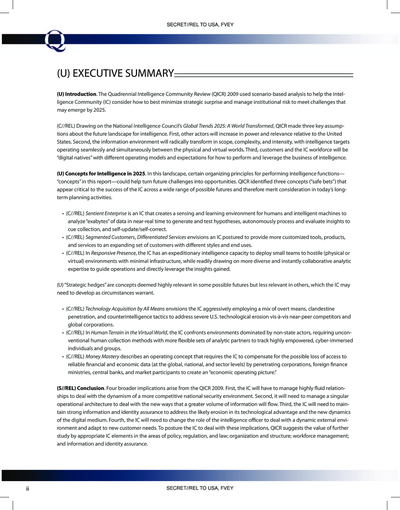 SECRET//REL TO USA, FVEY
Q
(U) EXECUTIVE SUMMARY
(U) Introduction. The Quadrennial Intelligence Community Review (QICR) 2009 used scenario-based analysis to help the Intel-
ligence Community (IC) consider how to best minimize strategic surprise and manage institutional risk to meet challenges that
may emerge by 2025.
(C//REL) Drawing on the National Intelligence Council's Global Trends 2025: A World Transformed, QICR made three key assump-
tions about the future landscape for intelligence. First, other actors will increase in power and relevance relative to the United
States. Second, the information environment will radically transform in scope, complexity, and intensity, with intelligence targets
operating seamlessly and simultaneously between the physical and virtual worlds. Third, customers and the IC workforce will be
"digital natives" with different operating models and expectations for how to perform and leverage the business of intelligence.
(U) Concepts for Intelligence in 2025. In this landscape, certain organizing principles for performing intelligence functions—
"concepts" in this report—could help turn future challenges into opportunities. QICR identified three concepts ("safe bets") that
appear critical to the success of the IC across a wide range of possible futures and therefore merit consideration in today's long-
term planning activities.
• (C//REL) Sentient Enterprise is an IC that creates a sensing and learning environment for humans and intelligent machines to
analyze "exabytes" of data in near-real time to generate and test hypotheses, autonomously process and evaluate insights to
cue collection, and self-update/self-correct.
• (C//REL) Segmented Customers, Different Services envisions an IC postured to provide more customized tools, products,
and services to an expanding set of customers with different styles and end uses.
• (C//REL) In Responsive Presence, the IC has an expeditionary intelligence capacity to deploy small teams to hostile (physical or
virtual) environments with minimal infrastructure, while readily drawing on more diverse and instantly collaborative analytic
expertise to guide operations and directly leverage the insights gained.
(U) "Strategic hedges" are concepts deemed highly relevant in some possible futures but less relevant in others, which the IC may
need to develop as circumstances warrant.
• (C//REL) Technology Acquisition by All Means envisions the IC aggressively employing a mix of overt means, clandestine
penetration, and counterintelligence tactics to address severe U.S. technological erosion vis-à-vis near-peer competitors and
global corporations.
• (C//REL) In Human Terrain in the Virtual World, the IC confronts environments dominated by non-state actors, requiring uncon-
ventional human collection methods with more flexible sets of analytic partners to track highly empowered, cyber-immersed
individuals and groups.
• (C//REL) Money Mastery describes an operating concept that requires the IC to compensate for the possible loss of access to
reliable financial and economic data (at the global, national, and sector levels) by penetrating corporations, foreign finance
ministries, central banks, and market participants to create an "economic operating picture."
(S//REL) Conclusion. Four broader implications arise from the QICR 2009. First, the IC will have to manage highly fluid relation-
ships to deal with the dynamism of a more competitive national security environment. Second, it will need to manage a singular
operational architecture to deal with the new ways that a greater volume of information will flow. Third, the IC will need to main-
tain strong information and identity assurance to address the likely erosion in its technological advantage and the new dynamics
of the digital medium. Fourth, the IC will need to change the role of the intelligence officer to deal with a dynamic external envi-
ronment and adapt to new customer needs. To posture the IC to deal with these implications, QICR suggests the value of further
study by appropriate IC elements in the areas of policy, regulation, and law; organization and structure; workforce management;
and information and identity assurance.
ii
SECRET//REL TO USA, FVEY